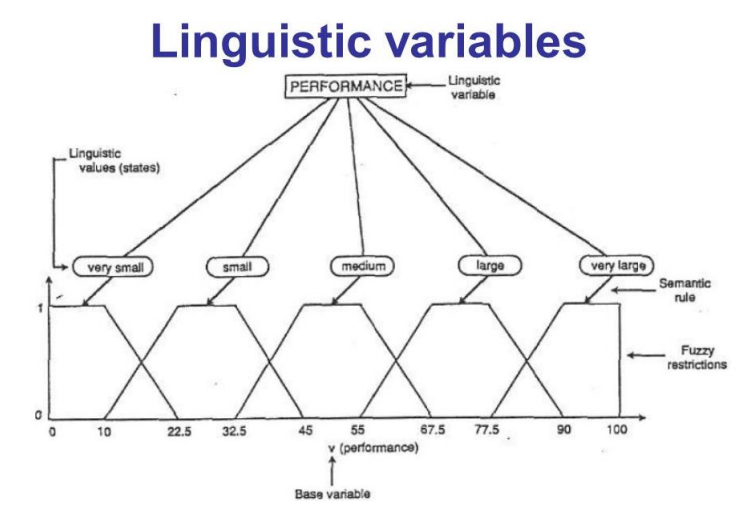 Linguistic variables
PERFORMANCE
Linguistic
variable
Linguistic
values (states)
very small
small
medium
large
very large
Semantic
rule
1
Fuzzy
restrictions
0
0 10 22.5 32.5 45 55 67.5 77.5 90 100
v (performance)
Base variable